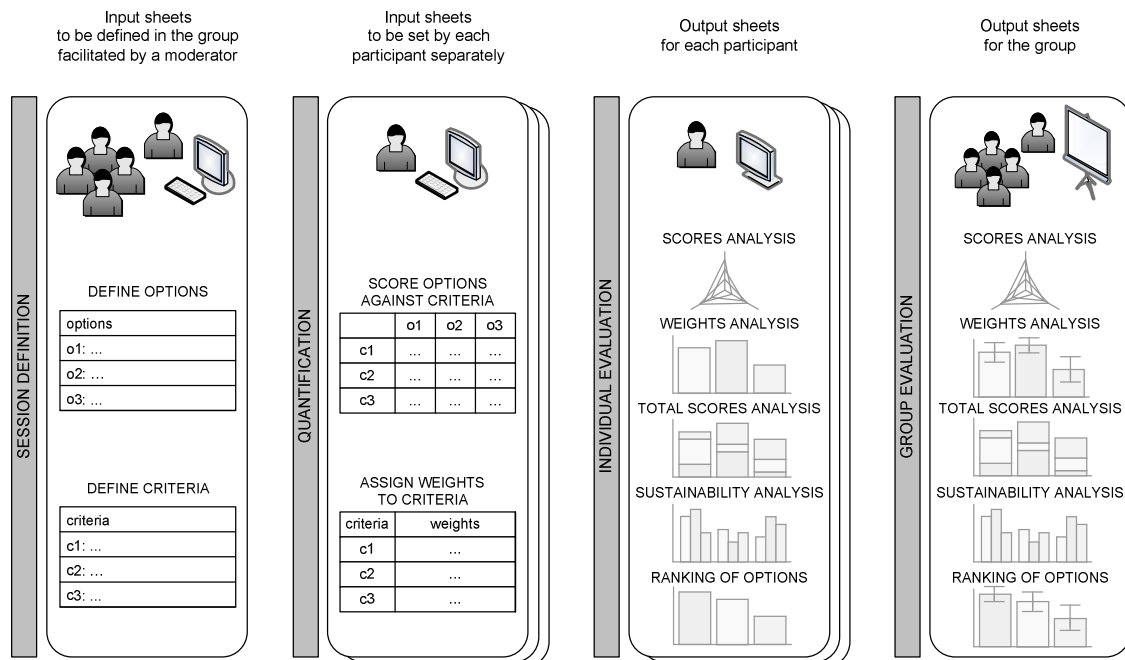 Input sheets
to be defined in the group
facilitated by a moderator
SESSION DEFINITION
DEFINE OPTIONS
options
o1: ...
o2: ...
o3: ...
DEFINE CRITERIA
criteria
c1: ...
c2: ...
c3: ...
Input sheets
to be set by each
participant separately
QUANTIFICATION
SCORE OPTIONS
AGAINST CRITERIA
o1 o2 o3
c1 ... ... ...
c2 ... ... ...
c3 ... ... ...
ASSIGN WEIGHTS
TO CRITERIA
criteria weights
c1 ...
c2 ...
c3 ...
Output sheets
for each participant
INDIVIDUAL EVALUATION
SCORES ANALYSIS
WEIGHTS ANALYSIS
TOTAL SCORES ANALYSIS
SUSTAINABILITY ANALYSIS
RANKING OF OPTIONS
Output sheets
for the group
GROUP EVALUATION
SCORES ANALYSIS
WEIGHTS ANALYSIS
TOTAL SCORES ANALYSIS
SUSTAINABILITY ANALYSIS
RANKING OF OPTIONS